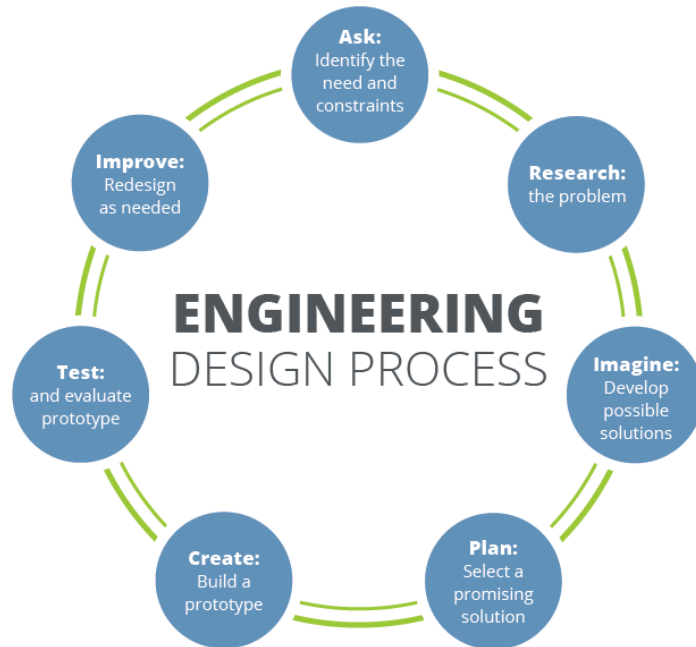 Ask:
Identify the
need and
constraints
Research:
the problem
Imagine:
Develop
possible
solutions
Plan:
Select a
promising
solution
Create:
Build a
prototype
Test:
and evaluate
prototype
Improve:
Redesign
as needed
ENGINEERING
DESIGN PROCESS